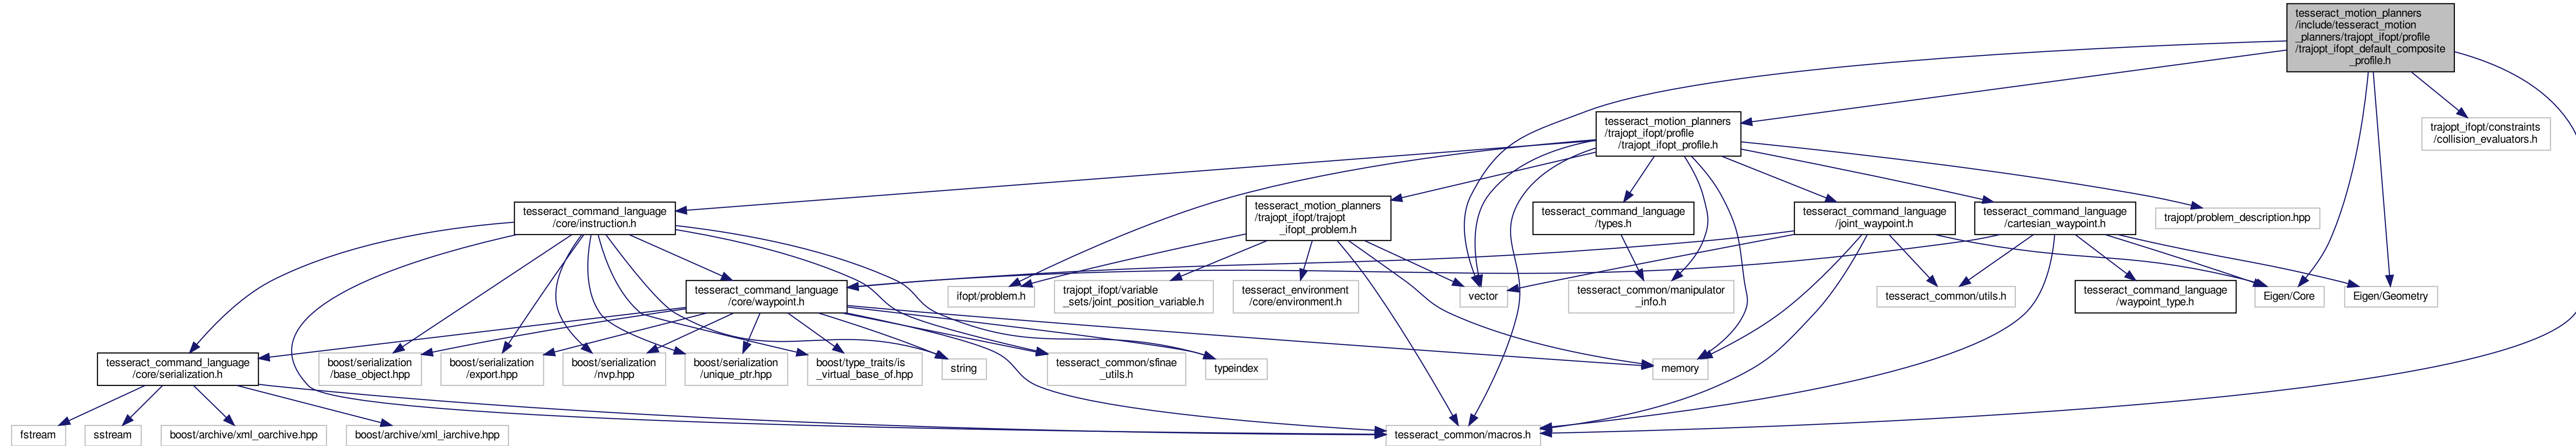 tesseract_motion_planners
/include/tesseract_motion
_planners/trajopt_ifopt/profile
/trajopt_ifopt_default_composite
_profile.h
tesseract_motion_planners
/trajopt_ifopt/profile
/trajopt_ifopt_profile.h
trajopt_ifopt/constraints
/collision_evaluators.h
tesseract_command_language
/core/instruction.h
tesseract_motion_planners
/trajopt_ifopt/trajopt
_ifopt_problem.h
tesseract_command_language
/types.h
tesseract_command_language
/joint_waypoint.h
tesseract_command_language
/cartesian_waypoint.h
trajopt/problem_description.hpp
tesseract_command_language
/core/waypoint.h
ifopt/problem.h
trajopt_ifopt/variable
_sets/joint_position_variable.h
tesseract_environment
/core/environment.h
vector
tesseract_common/manipulator
_info.h
tesseract_common/utils.h
tesseract_command_language
/waypoint_type.h
Eigen/Core
Eigen/Geometry
tesseract_command_language
/core/serialization.h
boost/serialization
/base_object.hpp
boost/serialization
/export.hpp
boost/serialization
/nvp.hpp
boost/serialization
/unique_ptr.hpp
boost/type_traits/is
_virtual_base_of.hpp
string
tesseract_common/sfinae
_utils.h
typeindex
memory
fstream
sstream
boost/archive/xml_oarchive.hpp
boost/archive/xml_iarchive.hpp
tesseract_common/macros.h